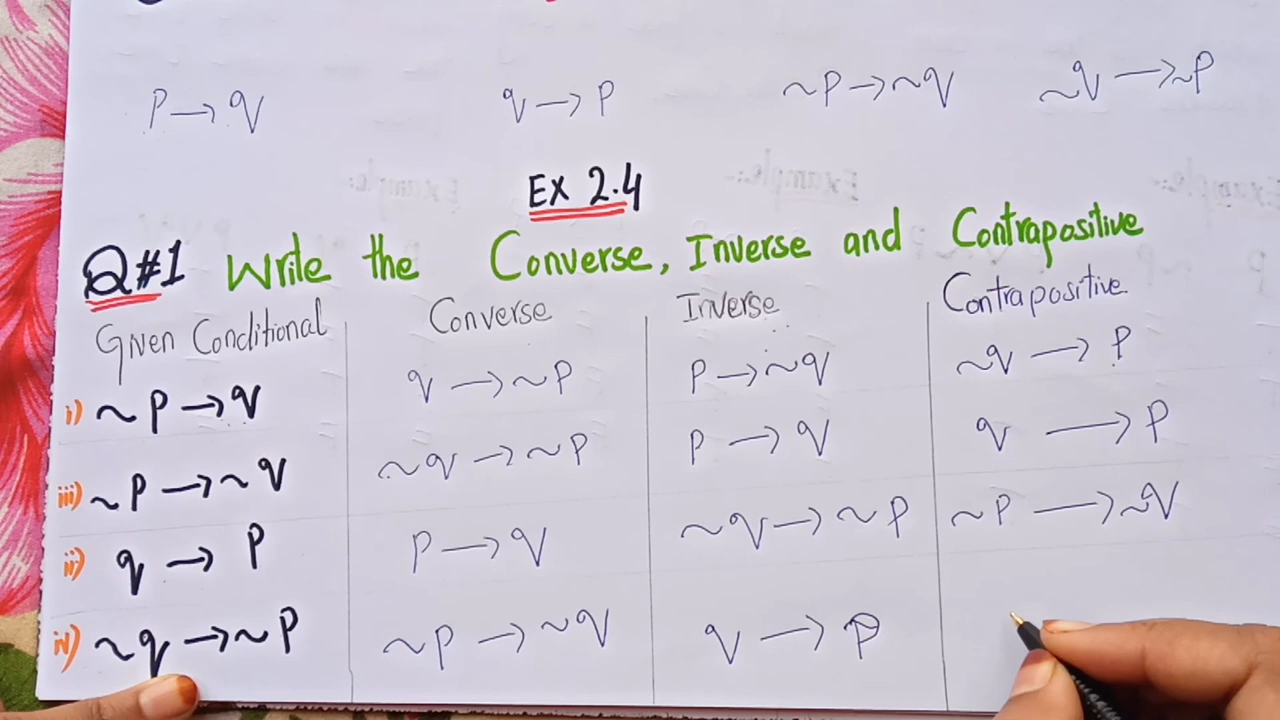 P → q q → P ~P → ~q ~q → ~P
Ex 2.4
Q#1 Write the Converse, Inverse and Contrapositive
Given Conditional Converse Inverse Contrapositive
i) ~P → q q → ~P P → ~q ~q → P
iii) ~P → ~q ~q → ~P P → q q → P
ii) q → P P → q ~q → ~P ~P → ~q
iv) ~q → ~P ~P → ~q q → P